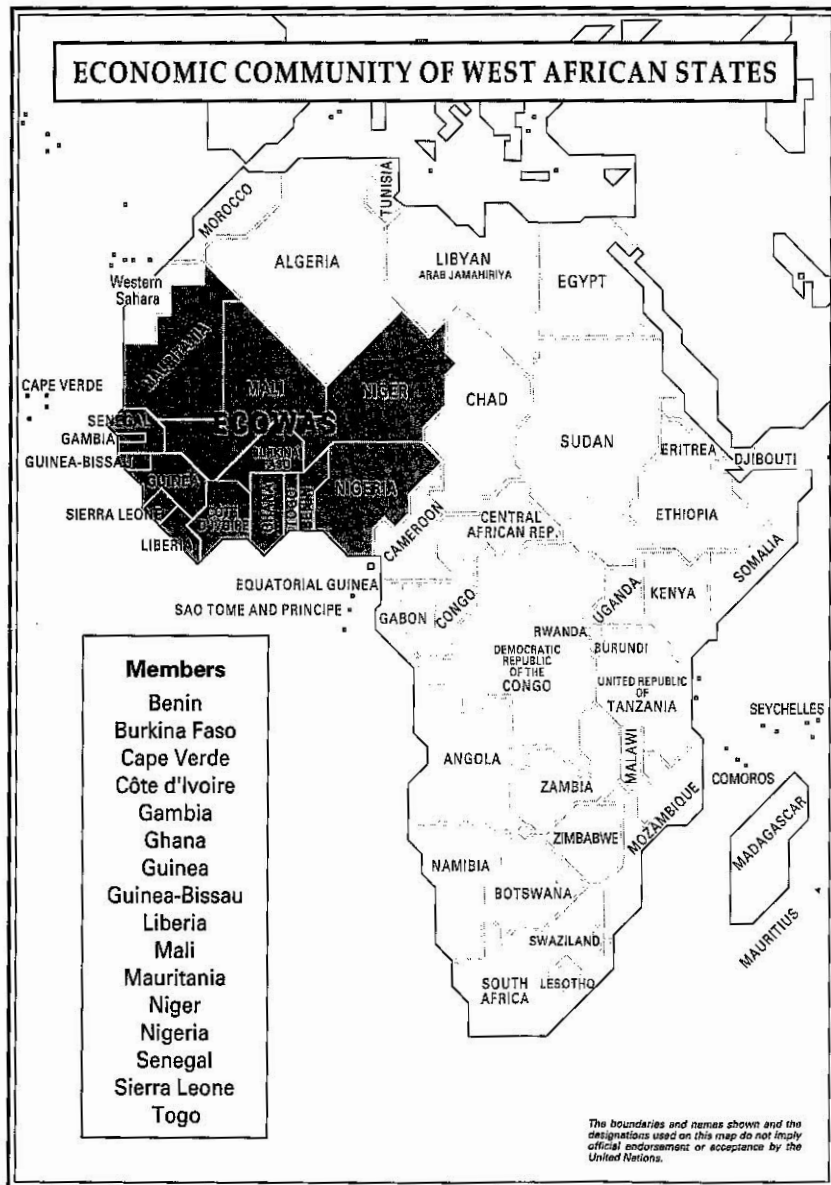 ECONOMIC COMMUNITY OF WEST AFRICAN STATES
MOROCCO
TUNISIA
ALGERIA
LIBYAN
ARAB JAMAHIRIYA
EGYPT
Western
Sahara
MAURITANIA
MALI
NIGER
CHAD
SUDAN
ERITREA
DJIBOUTI
CAPE VERDE
ECOWAS
SENEGAL
GAMBIA
GUINEA-BISSAU
BURKINA
FASO
GUINEA
SIERRA LEONE
LIBERIA
CÔTE
D'IVOIRE
GHANA
TOGO
BENIN
NIGERIA
CAMEROON
CENTRAL
AFRICAN REP.
ETHIOPIA
SOMALIA
EQUATORIAL GUINEA
SAO TOME AND PRINCIPE
GABON
CONGO
UGANDA
KENYA
RWANDA
BURUNDI
DEMOCRATIC
REPUBLIC
OF THE
CONGO
UNITED REPUBLIC
OF
TANZANIA
SEYCHELLES
COMOROS
ANGOLA
ZAMBIA
MALAWI
MOZAMBIQUE
ZIMBABWE
MADAGASCAR
MAURITIUS
NAMIBIA
BOTSWANA
SWAZILAND
SOUTH
AFRICA
LESOTHO
Members
Benin
Burkina Faso
Cape Verde
Côte d'Ivoire
Gambia
Ghana
Guinea
Guinea-Bissau
Liberia
Mali
Mauritania
Niger
Nigeria
Senegal
Sierra Leone
Togo
The boundaries and names shown and the
designations used on this map do not imply
official endorsement or acceptance by the
United Nations.